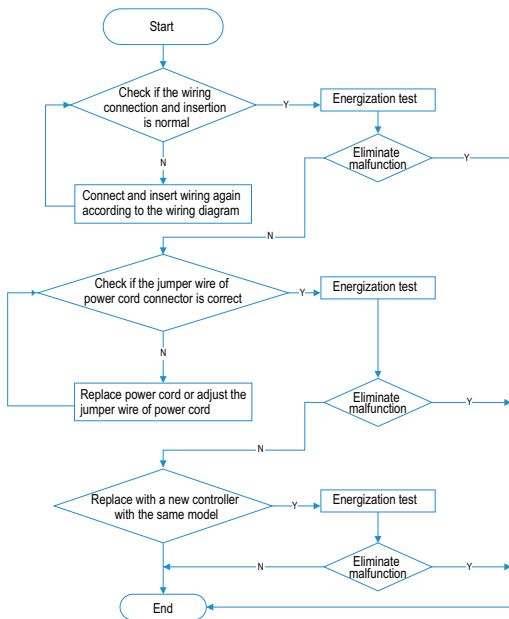 Start
Check if the wiring
connection and insertion
is normal
Y
Energization test
N
Eliminate
malfunction
Y
Connect and insert wiring again
according to the wiring diagram
N
Check if the jumper wire of
power cord connector is correct
Y
Energization test
N
Replace power cord or adjust the
jumper wire of power cord
Eliminate
malfunction
Y
N
Replace with a new controller
with the same model
Y
Energization test
N
Eliminate
malfunction
Y
End